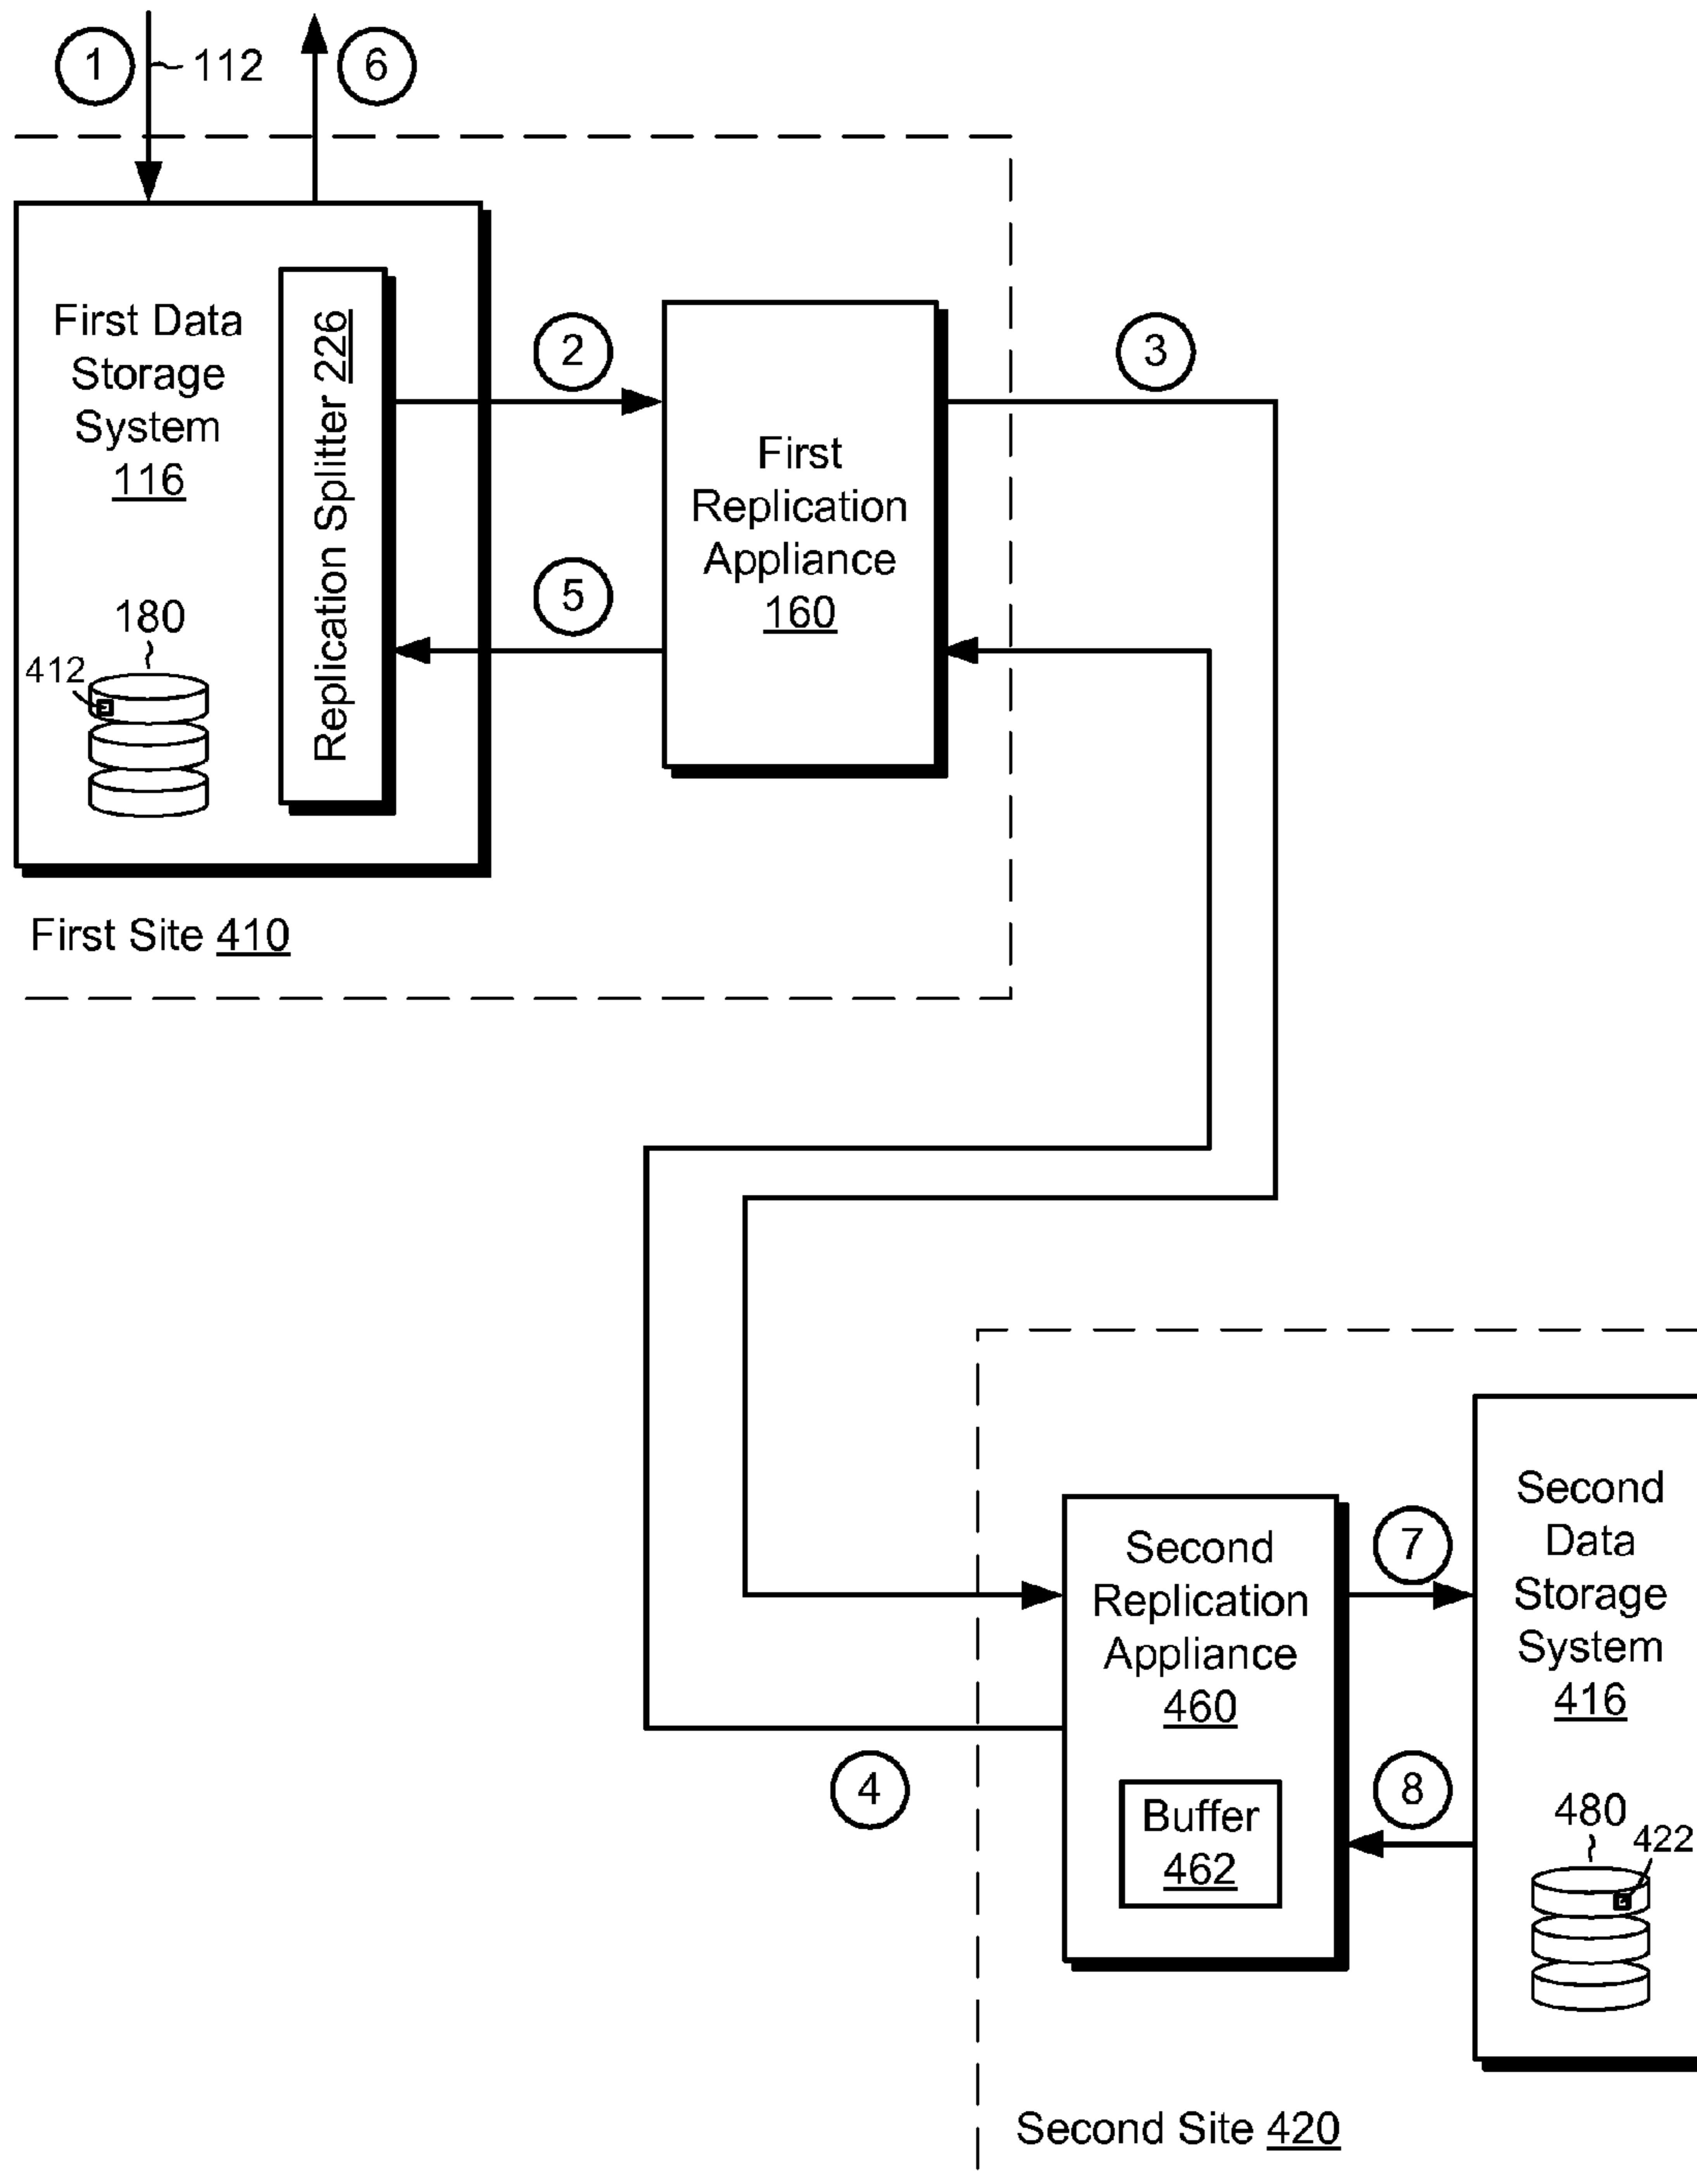 1
112
6
First Data
Storage
System
116
Replication Splitter 226
2
3
First
Replication
Appliance
160
5
180
412
First Site 410
Second
Data
Storage
System
416
Second
Replication
Appliance
460
7
4
8
Buffer
462
480
422
Second Site 420